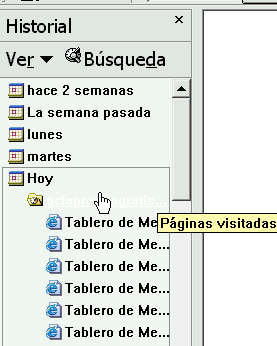 Historial
Ver Búsqueda
hace 2 semanas
La semana pasada
lunes
martes
Hoy
Páginas visitadas
Tablero de Me...
Tablero de Me...
Tablero de Me...
Tablero de Me...
Tablero de Me...
Tablero de Me...